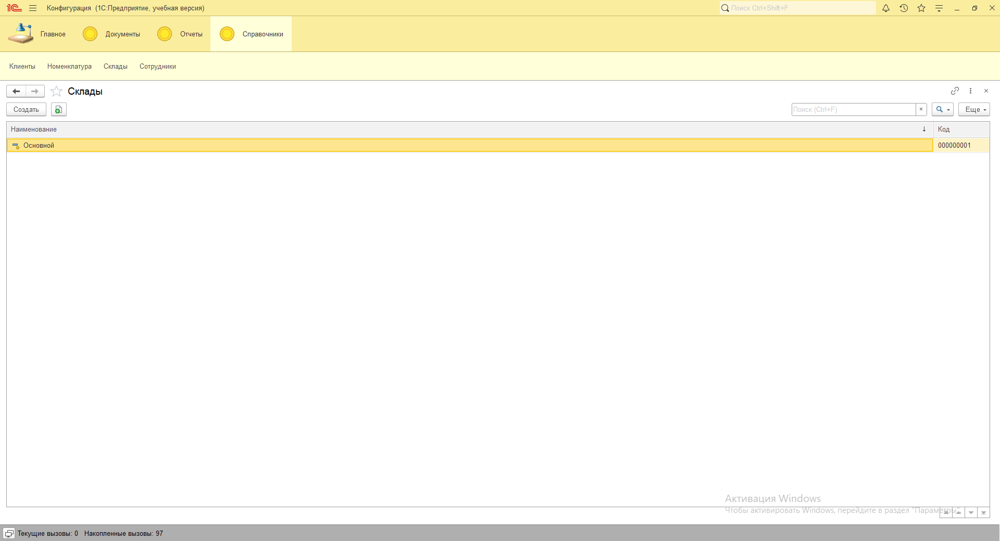 1С Конфигурация (1С:Предприятие, учебная версия) Поиск Ctrl+Shift+F
Главное Документы Отчеты Справочники
Клиенты Номенклатура Склады Сотрудники
Склады
Создать Поиск (Ctrl+F) × Еще
Наименование ↓ Код
Основной 000000001
Активация Windows
Чтобы активировать Windows, перейдите в раздел "Параметры".
Текущие вызовы: 0 Накопленные вызовы: 97